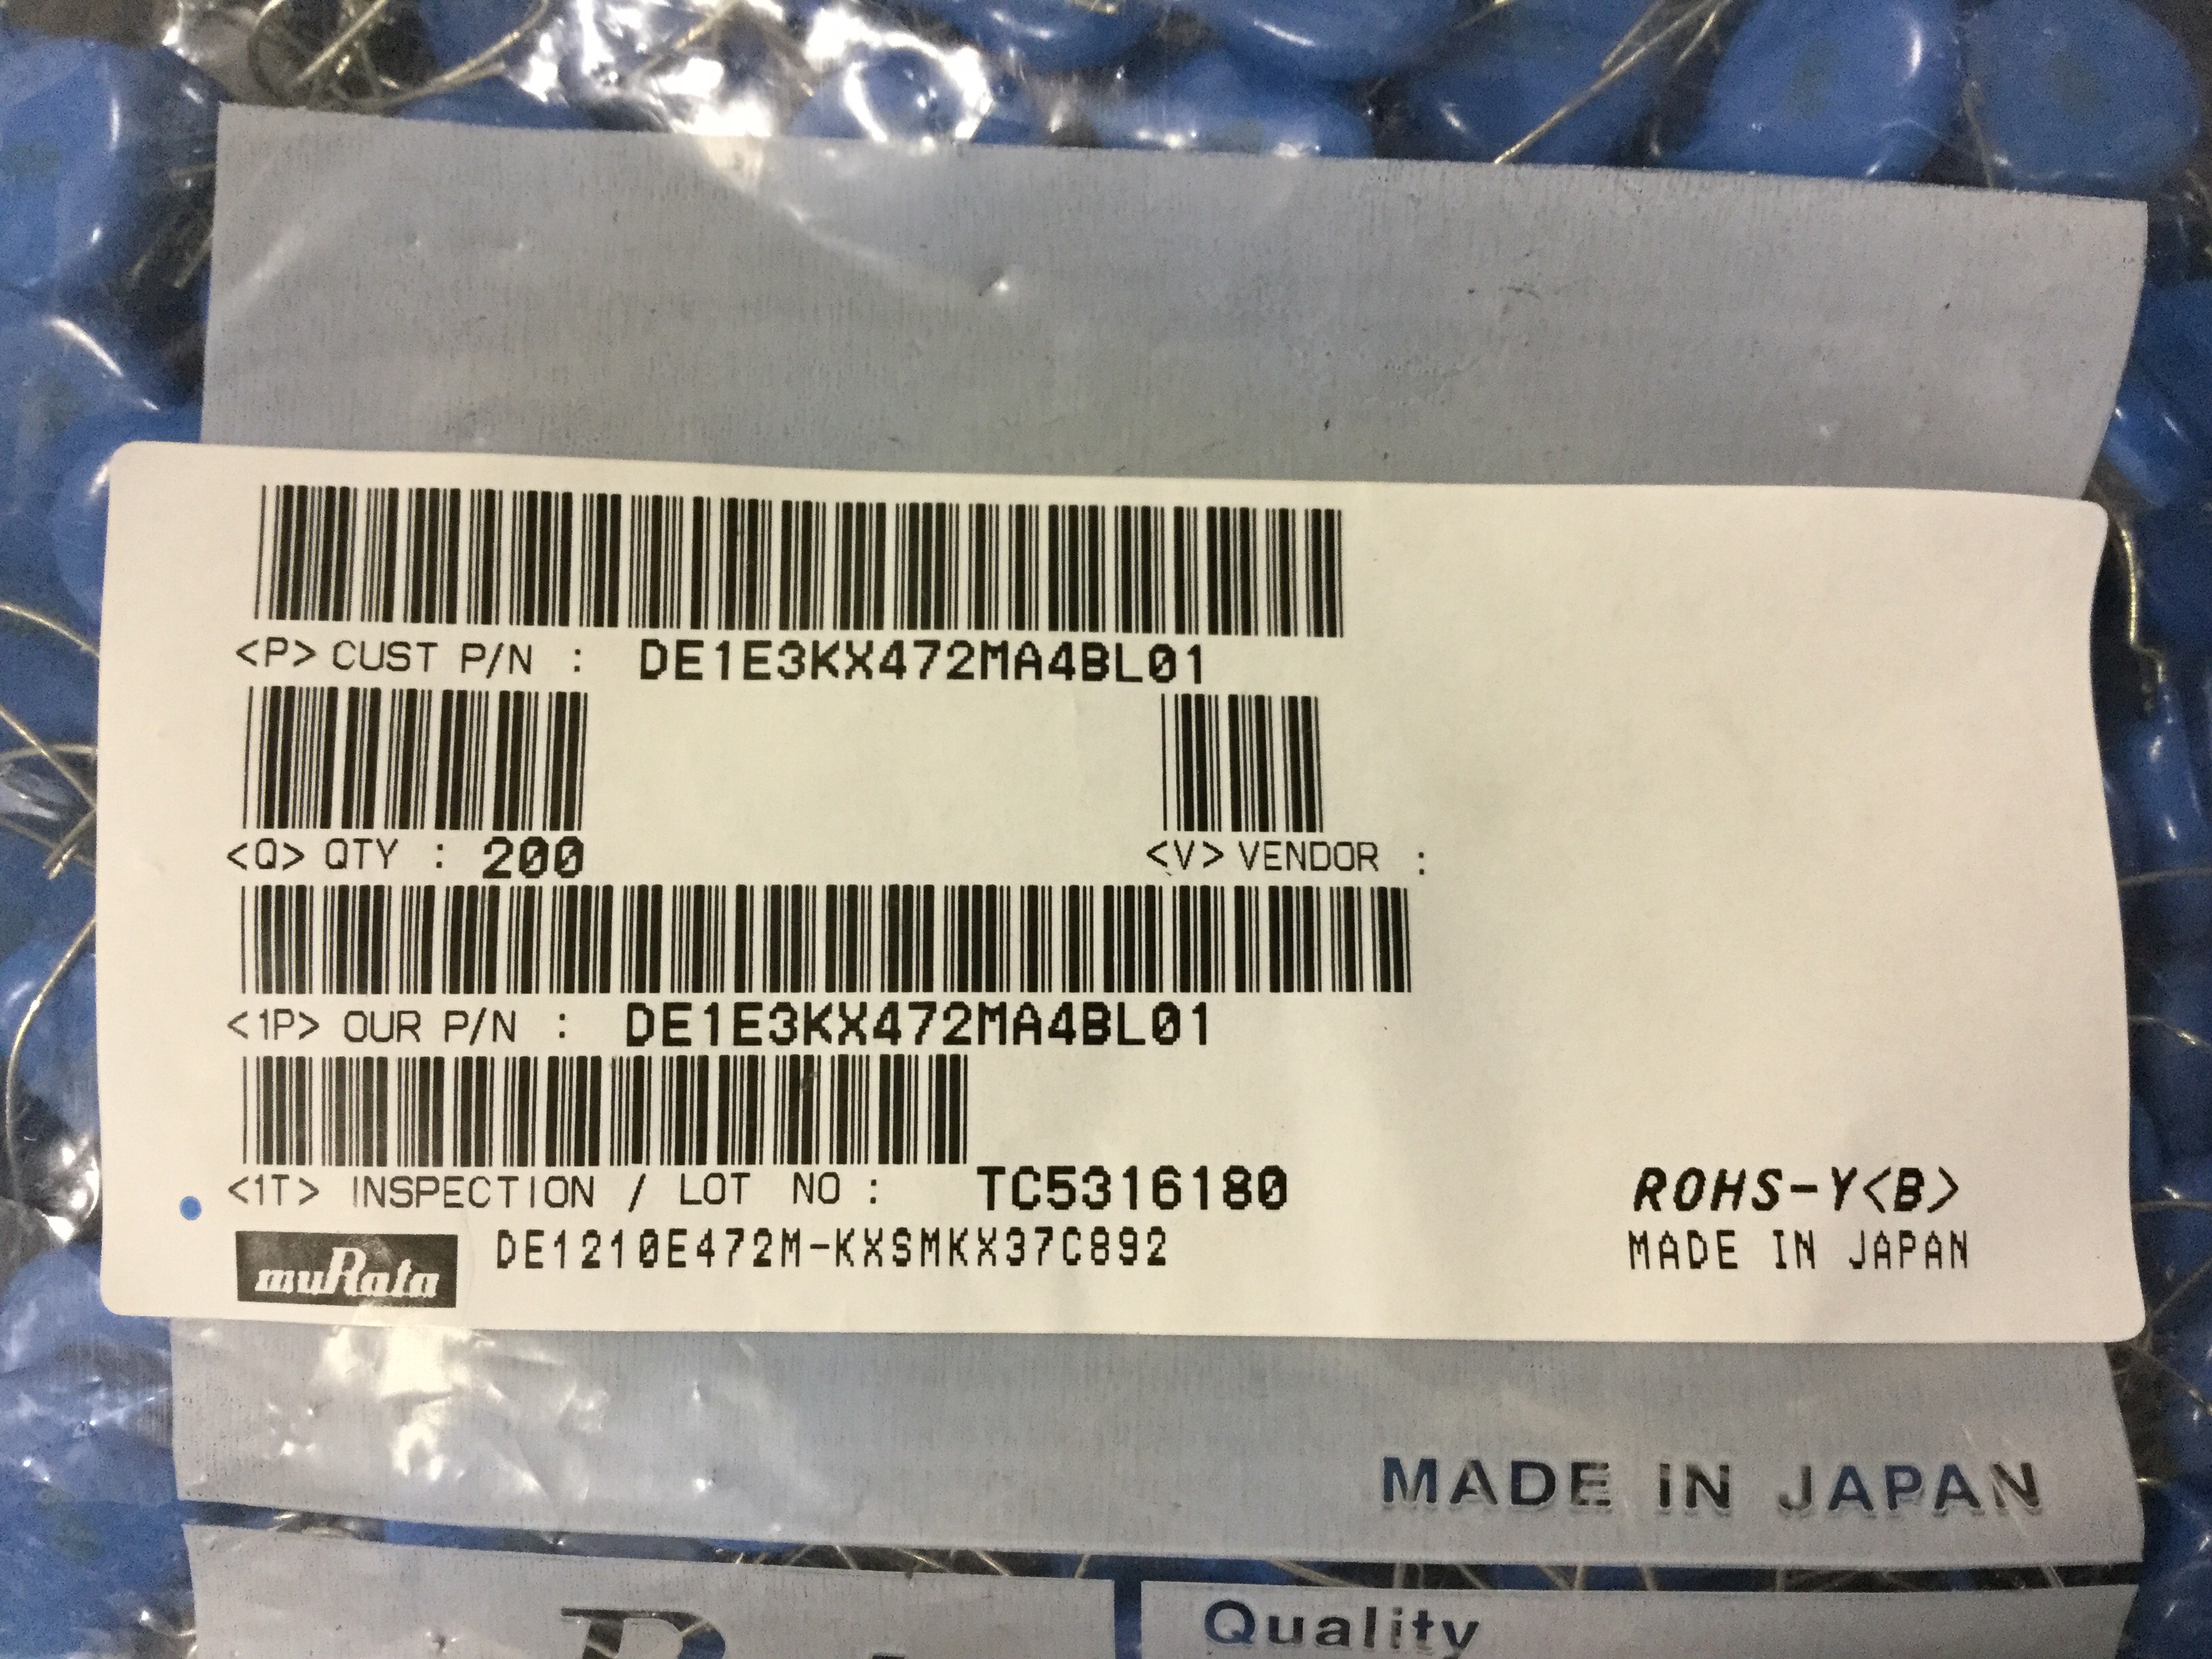 <P> CUST P/N : DE1E3KX472MA4BL01
<Q> QTY : 200 <V> VENDOR :
<1P> OUR P/N : DE1E3KX472MA4BL01
<1T> INSPECTION / LOT NO : TC5316180
ROHS-Y<B>
muRata DE1210E472M-KXSMKX37C892 MADE IN JAPAN
MADE IN JAPAN
Quality